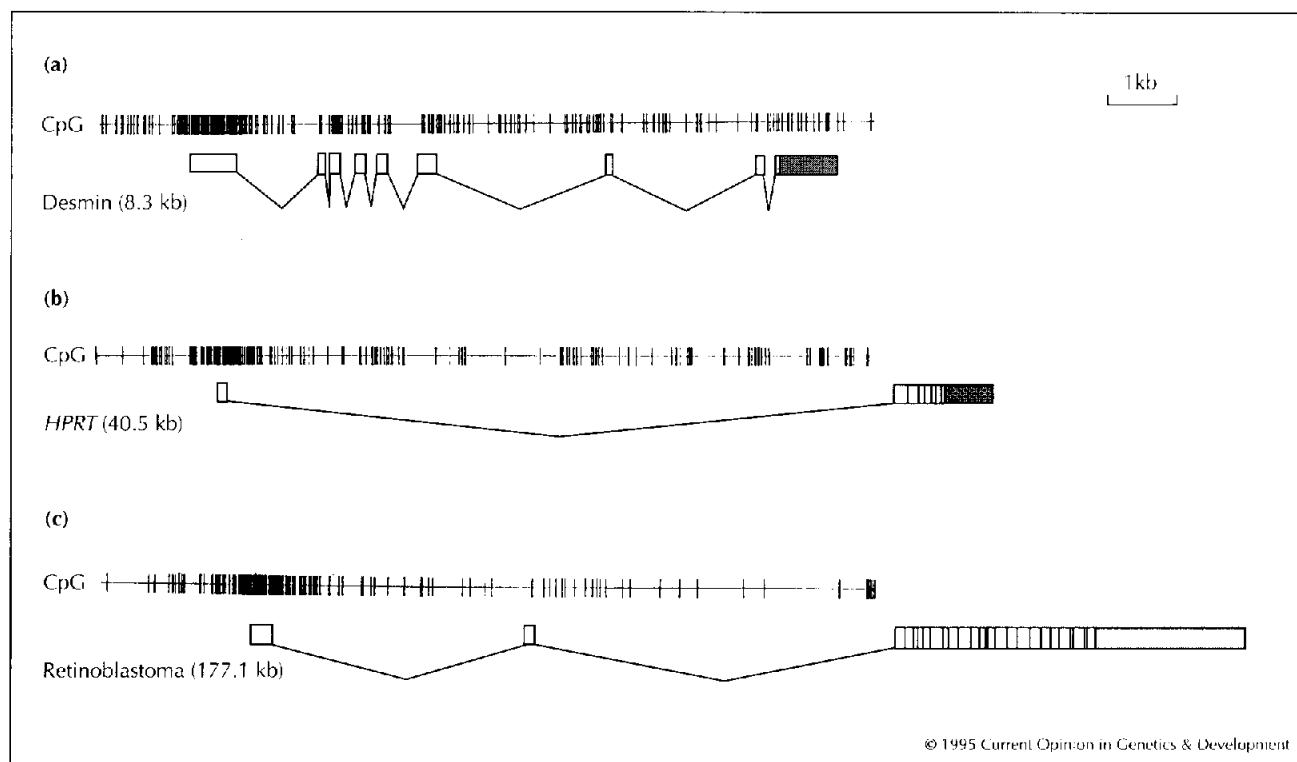 (a)
1kb
CpG
Desmin (8.3 kb)
(b)
CpG
HPRT (40.5 kb)
(c)
CpG
Retinoblastoma (177.1 kb)
© 1995 Current Opinion in Genetics & Development